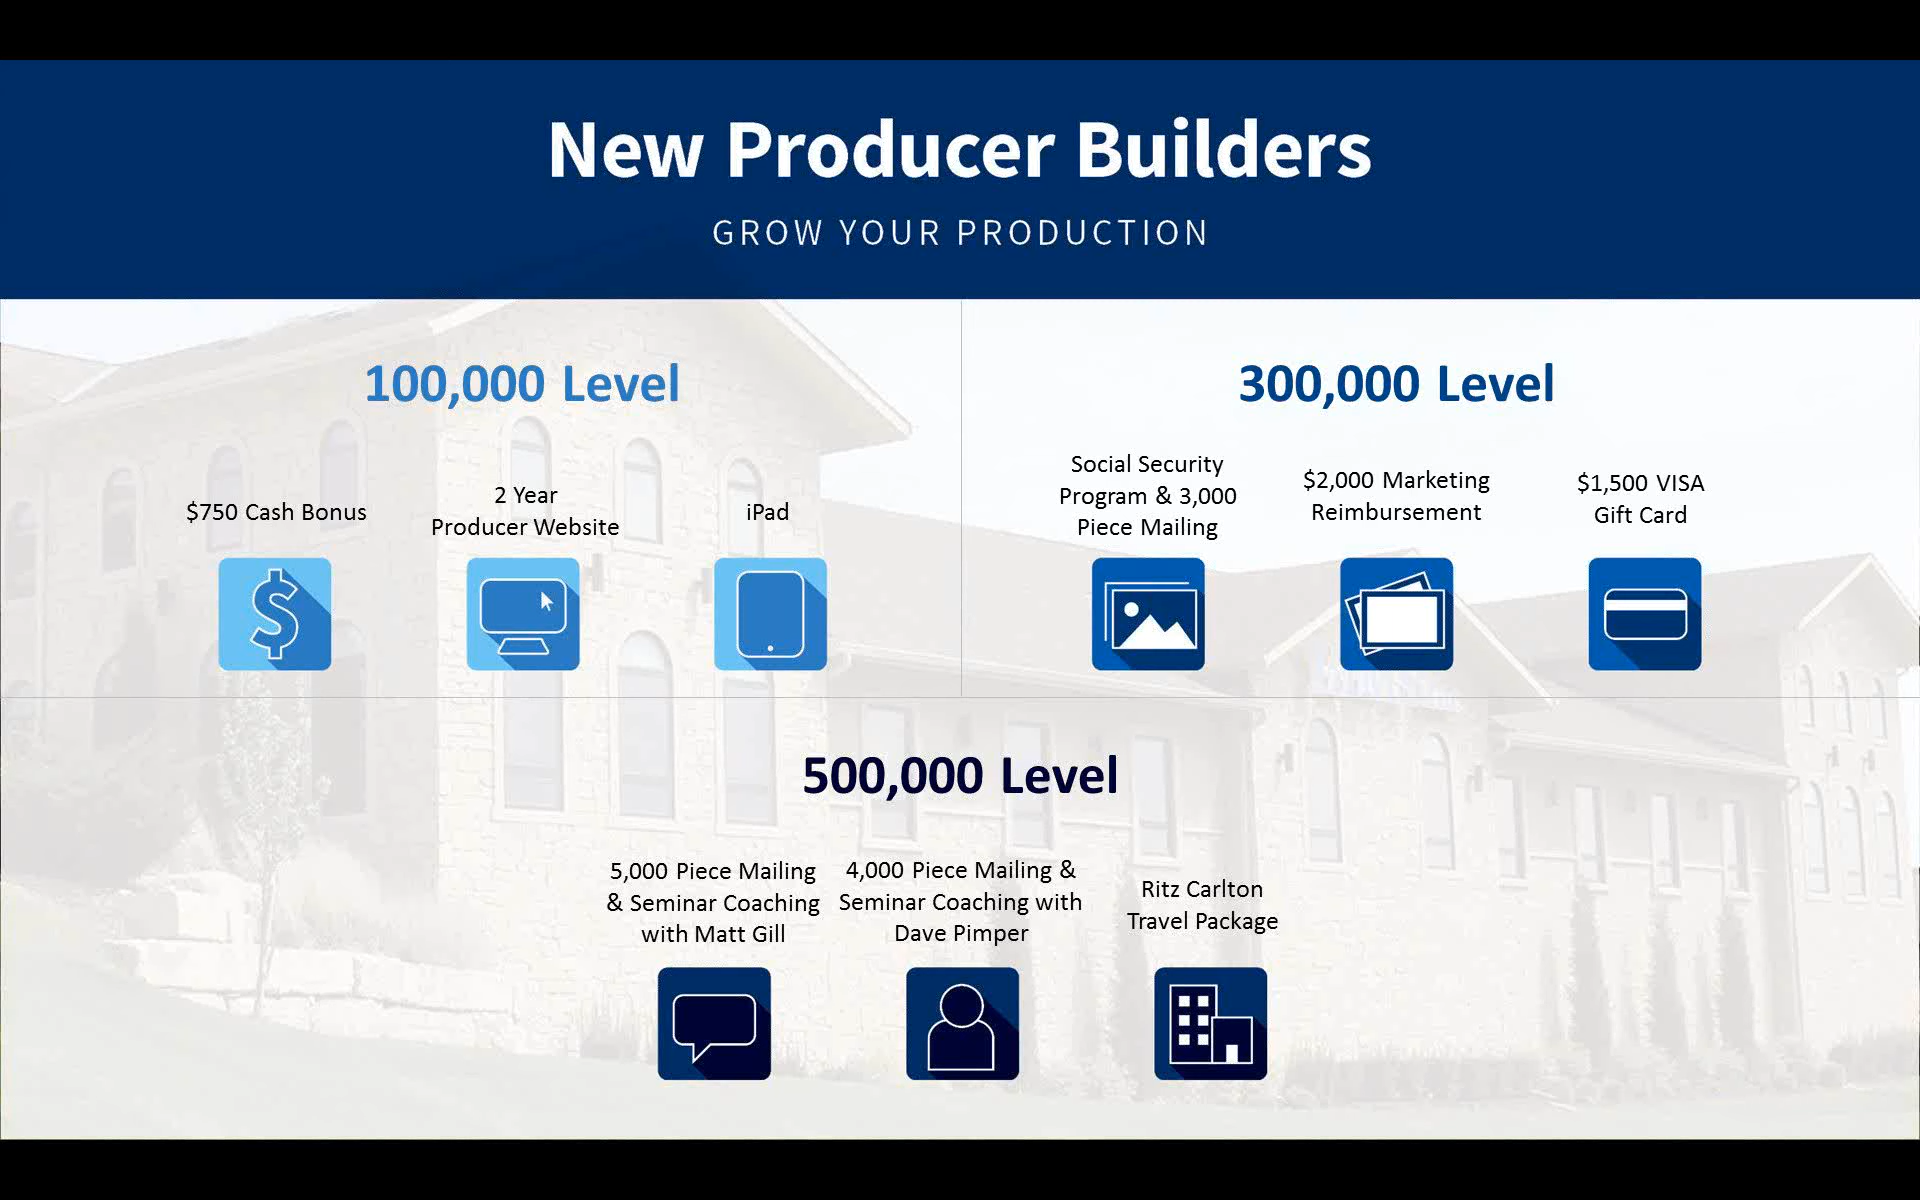 New Producer Builders
GROW YOUR PRODUCTION
100,000 Level
$750 Cash Bonus
2 Year
Producer Website
iPad
300,000 Level
Social Security
Program & 3,000
Piece Mailing
$2,000 Marketing
Reimbursement
$1,500 VISA
Gift Card
500,000 Level
5,000 Piece Mailing
& Seminar Coaching
with Matt Gill
4,000 Piece Mailing &
Seminar Coaching with
Dave Pimper
Ritz Carlton
Travel Package